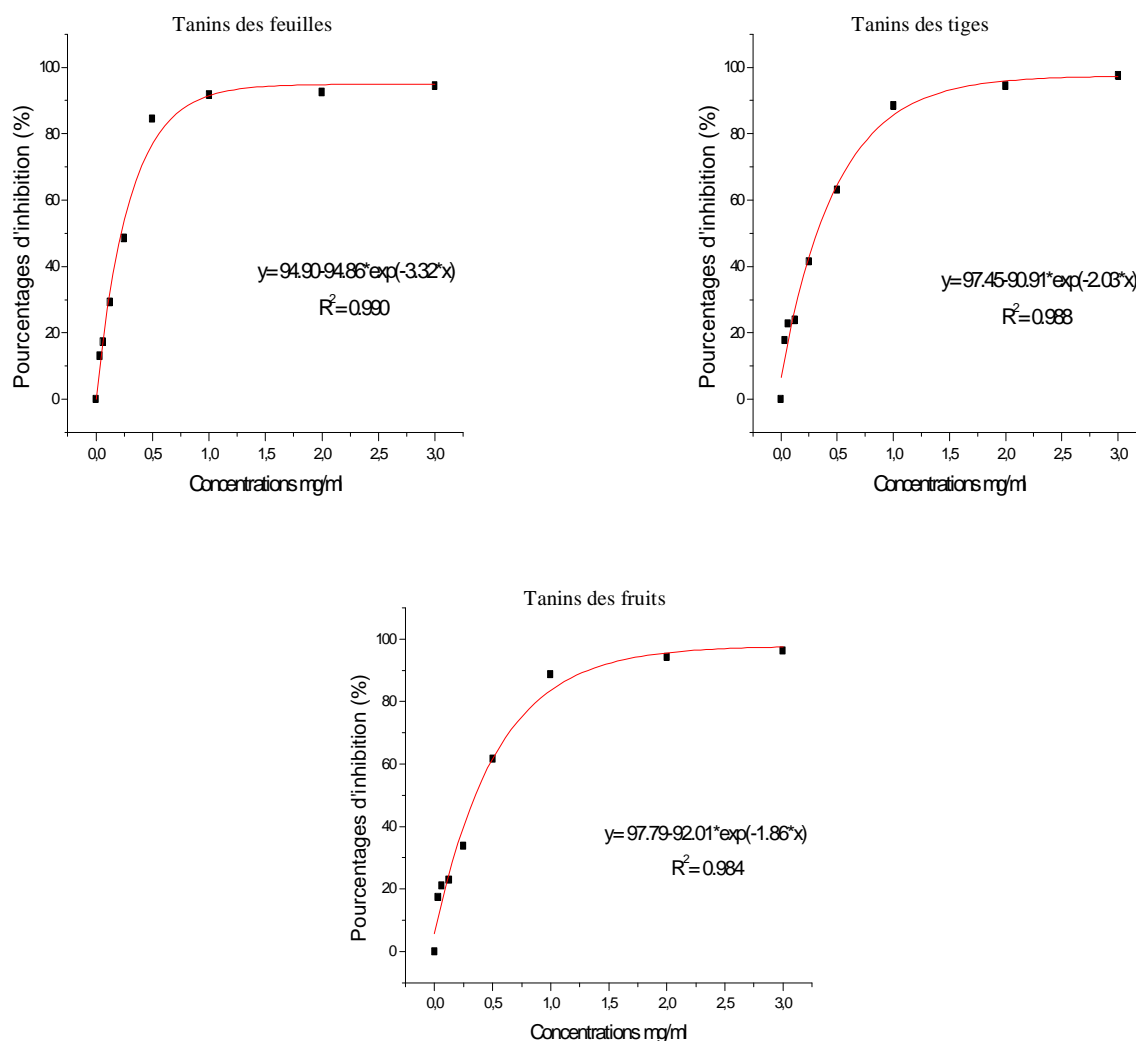 Tanins des feuilles
100
80
60
40
20
0
Pourcentages d'inhibition (%)
y= 94.90-94.86*exp(-3.32*x)
R²= 0.990
0,0 0,5 1,0 1,5 2,0 2,5 3,0
Concentrations mg/ml
Tanins des tiges
100
80
60
40
20
0
Pourcentages d'inhibition (%)
y= 97.45-90.91*exp(-2.03*x)
R²= 0.988
0,0 0,5 1,0 1,5 2,0 2,5 3,0
Concentrations mg/ml
Tanins des fruits
100
80
60
40
20
0
Pourcentages d'inhibition (%)
y= 97.79-92.01*exp(-1.86*x)
R²= 0.984
0,0 0,5 1,0 1,5 2,0 2,5 3,0
Concentrations mg/ml